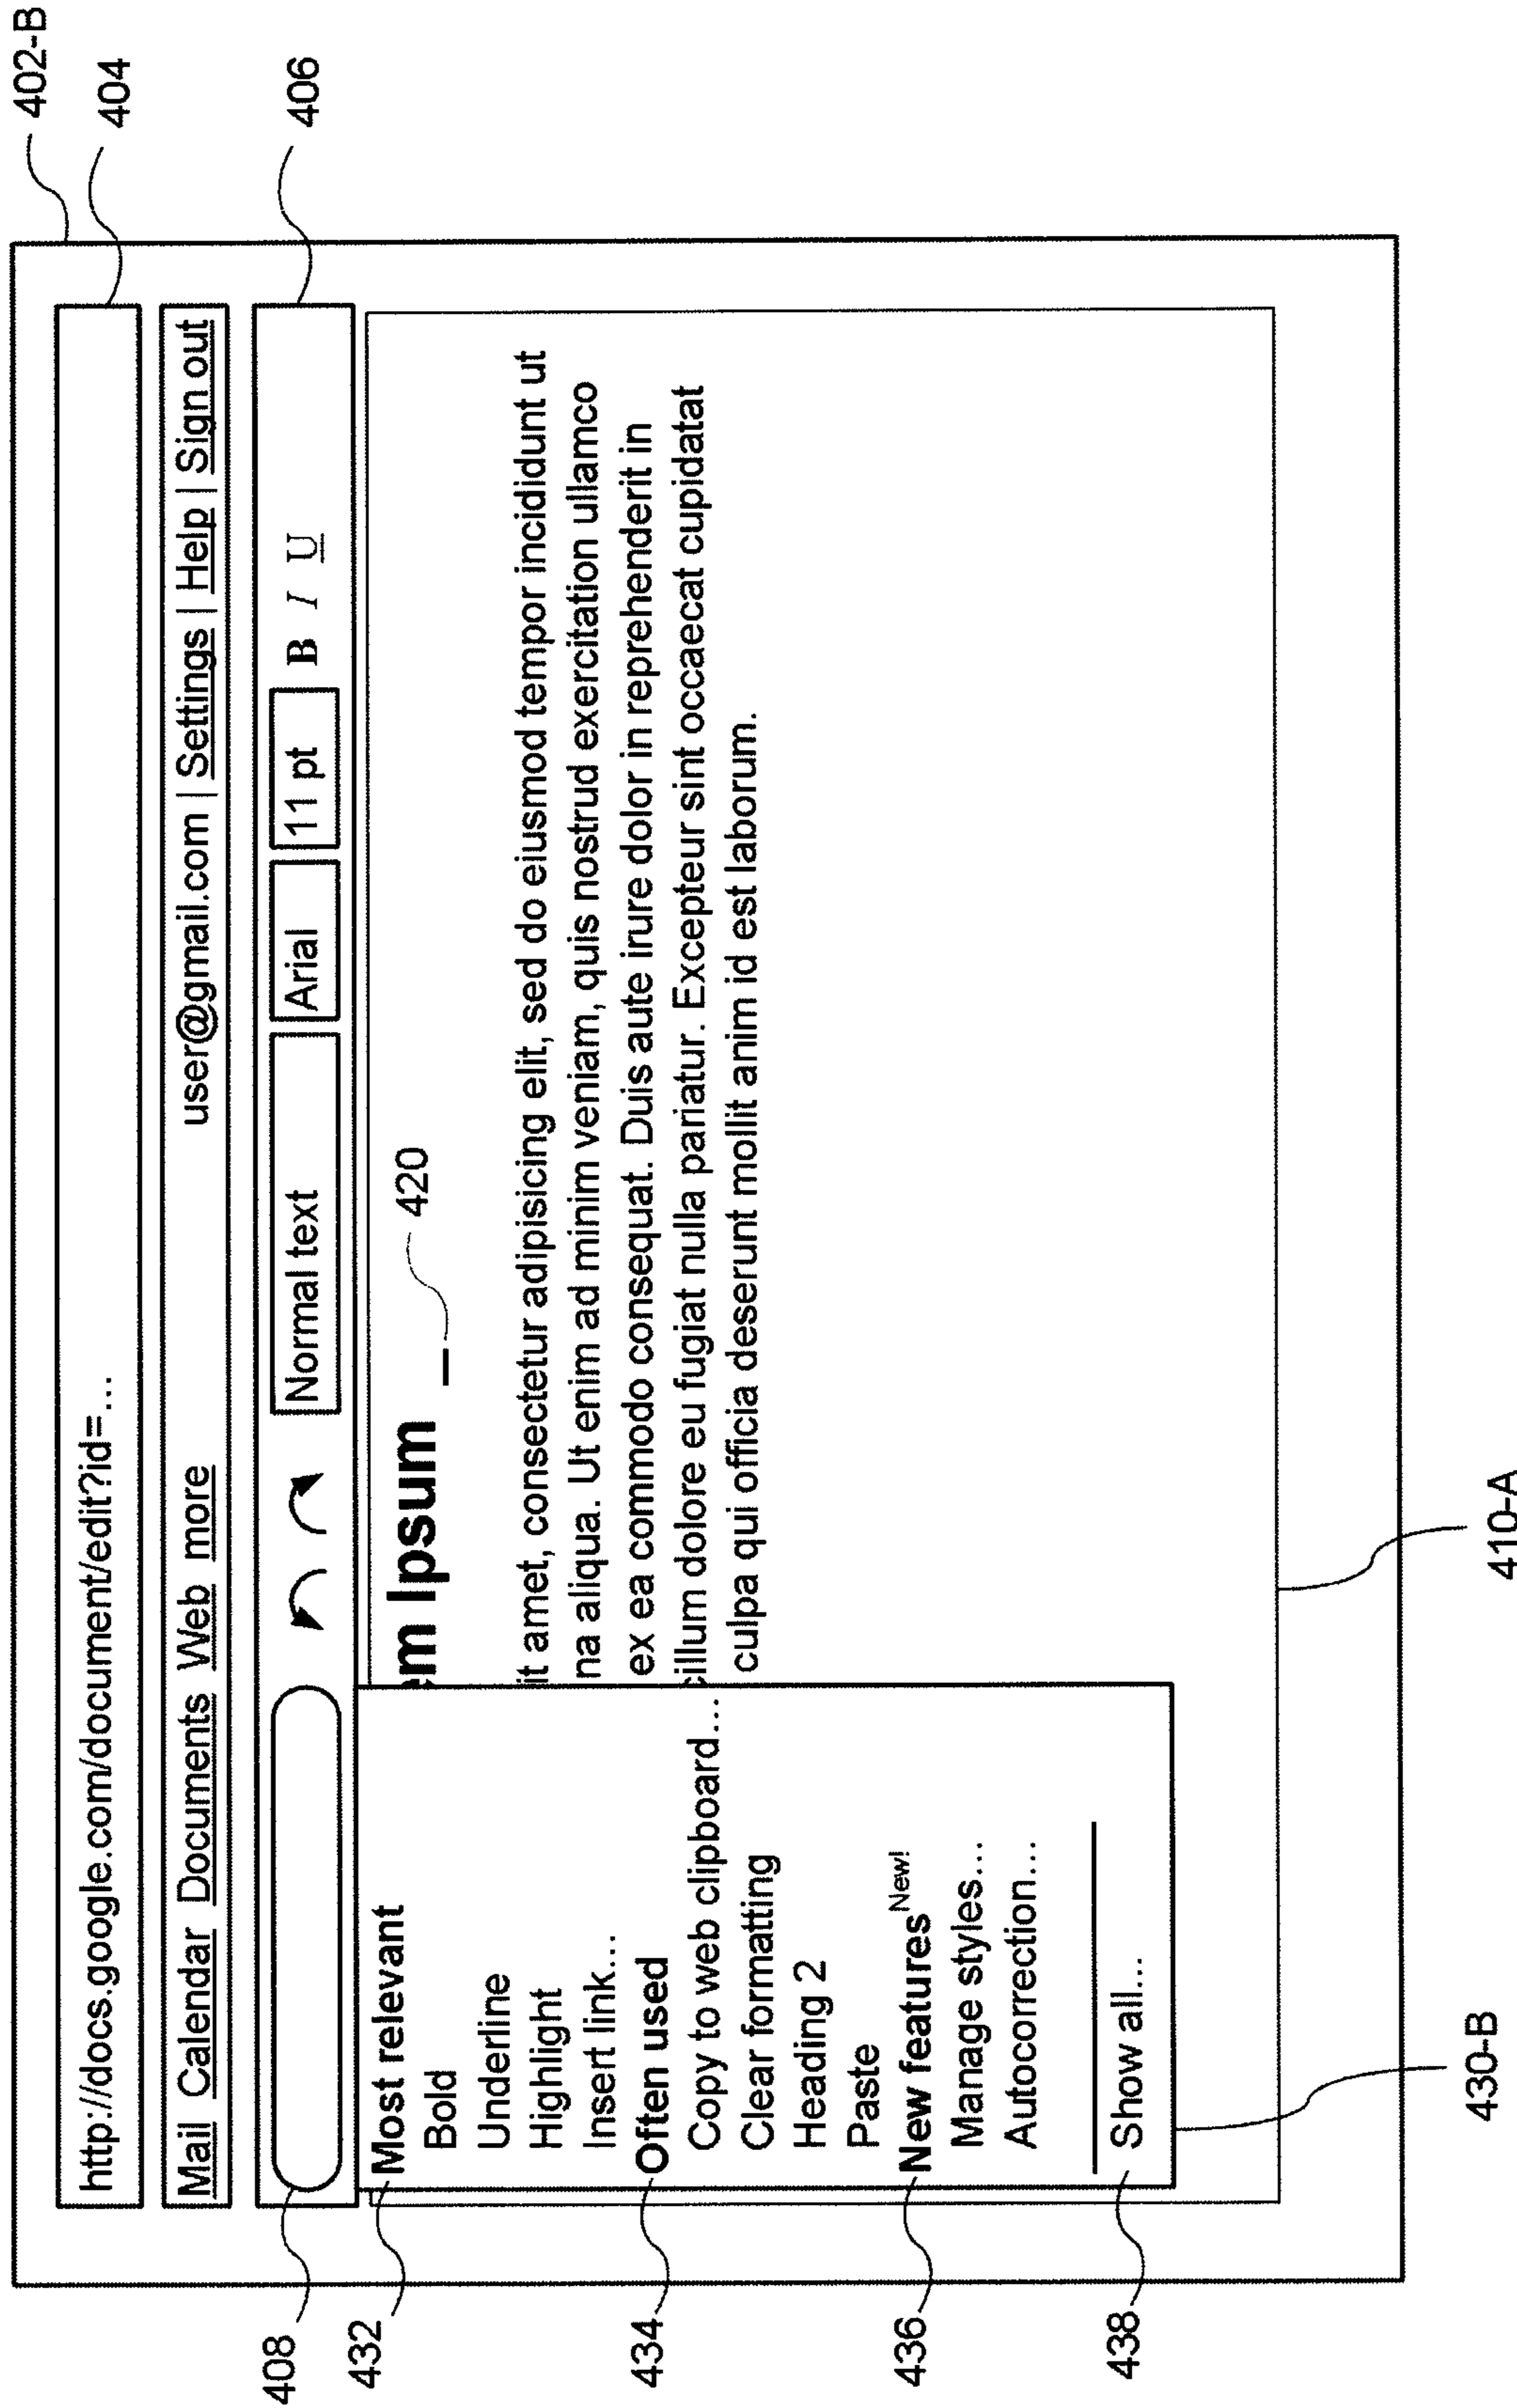 402-B
404
406
http://docs.google.com/document/edit?id=...
Mail Calendar Documents Web more user@gmail.com | Settings | Help | Sign out
Normal text Arial 11 pt B I U
408
432
Most relevant
Bold
Underline
Highlight
Insert link...
434
Often used
Copy to web clipboard...
Clear formatting
Heading 2
Paste
436
New features New!
Manage styles...
Autocorrection...
438
Show all...
em Ipsum
420
it amet, consectetur adipisicing elit, sed do eiusmod tempor incididunt ut
na aliqua. Ut enim ad minim veniam, quis nostrud exercitation ullamco
ex ea commodo consequat. Duis aute irure dolor in reprehenderit in
cillum dolore eu fugiat nulla pariatur. Excepteur sint occaecat cupidatat
culpa qui officia deserunt mollit anim id est laborum.
430-B
410-A